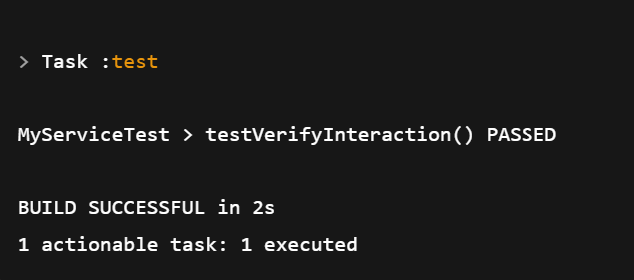 > Task :test
MyServiceTest > testVerifyInteraction() PASSED
BUILD SUCCESSFUL in 2s
1 actionable task: 1 executed